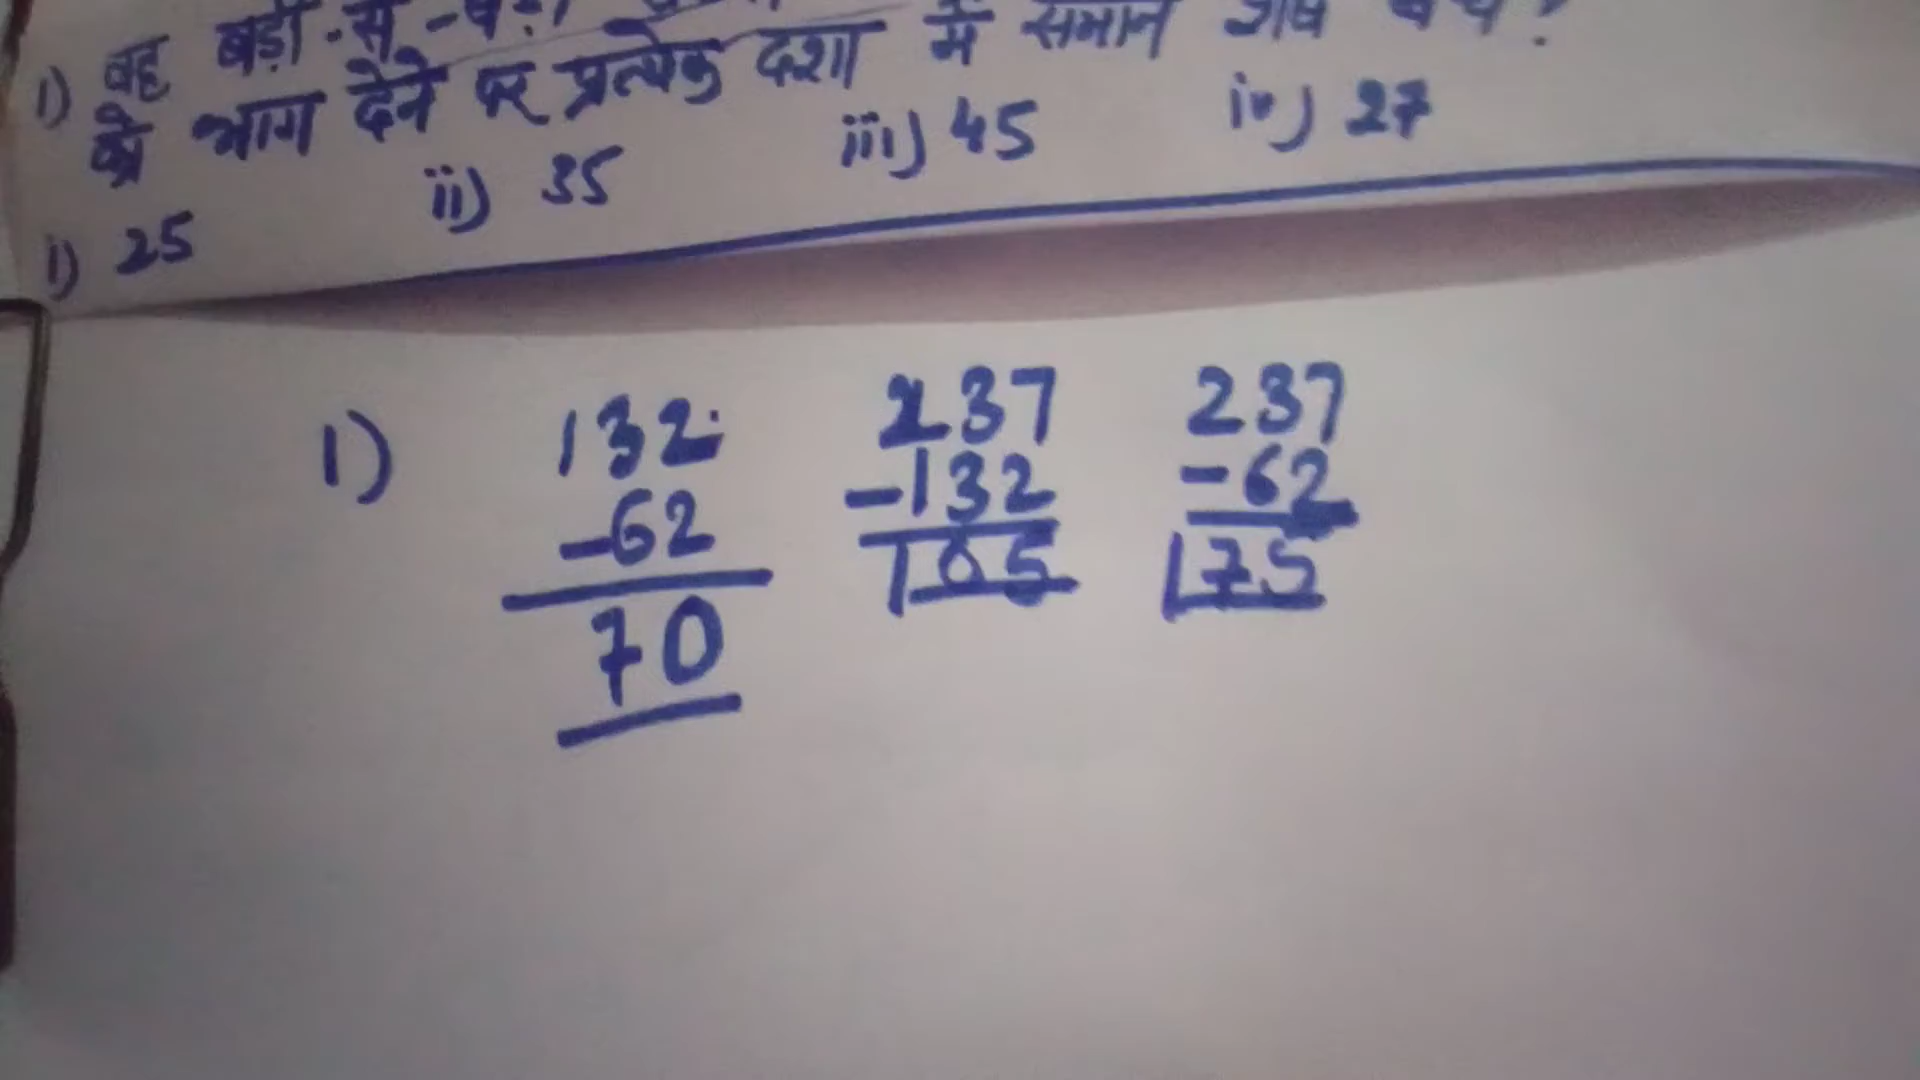 1) वह बड़ी-से-
को भाग देने पर प्रत्येक दशा में समान शेष बचे?
i) 25 ii) 35 iii) 45 iv) 27
1) 132 237 237
-62 -132 -62
70 105 175